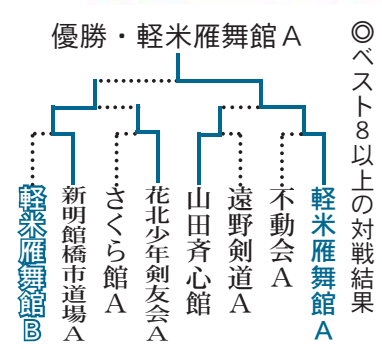 ◎ベスト8以上の対戦結果
優勝・軽米雁舞館A
軽米雁舞館A
不動会A
遠野剣道A
山田斉心館
花北少年剣友会A
さくら館A
新明館橋市道場A
軽米雁舞館B